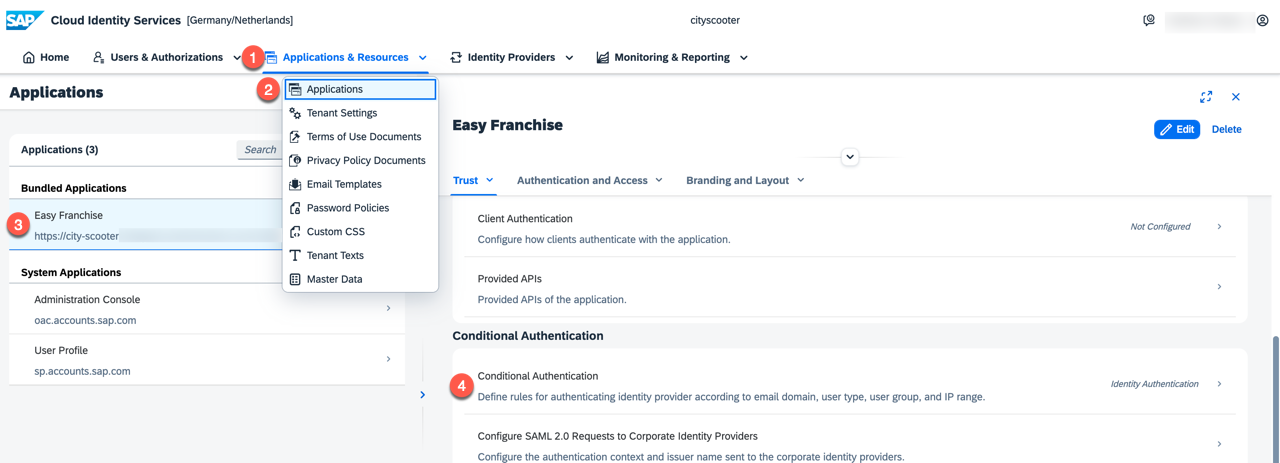 SAP Cloud Identity Services [Germany/Netherlands]
cityscooter
Home
Users & Authorizations
1
Applications & Resources
Identity Providers
Monitoring & Reporting
Applications
2
Applications
Tenant Settings
Terms of Use Documents
Privacy Policy Documents
Email Templates
Password Policies
Custom CSS
Tenant Texts
Master Data
Applications (3)
Search
Bundled Applications
3
Easy Franchise
https://city-scooter
System Applications
Administration Console
oac.accounts.sap.com
User Profile
sp.accounts.sap.com
Easy Franchise
Edit
Delete
Trust
Authentication and Access
Branding and Layout
Client Authentication
Configure how clients authenticate with the application.
Not Configured
Provided APIs
Provided APIs of the application.
Conditional Authentication
4
Conditional Authentication
Define rules for authenticating identity provider according to email domain, user type, user group, and IP range.
Identity Authentication
Configure SAML 2.0 Requests to Corporate Identity Providers
Configure the authentication context and issuer name sent to the corporate identity providers.